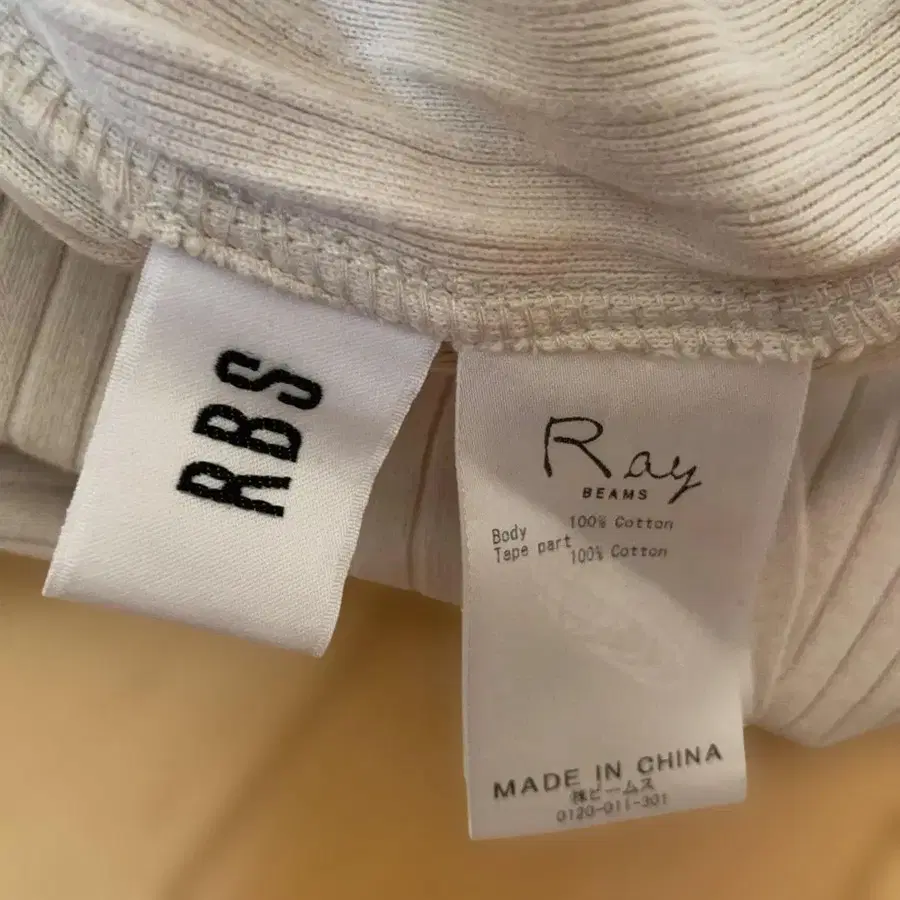 RBS
Ray
BEAMS
Body 100% Cotton
Tape part 100% Cotton
MADE IN CHINA
㈱ビームス
0120-011-301